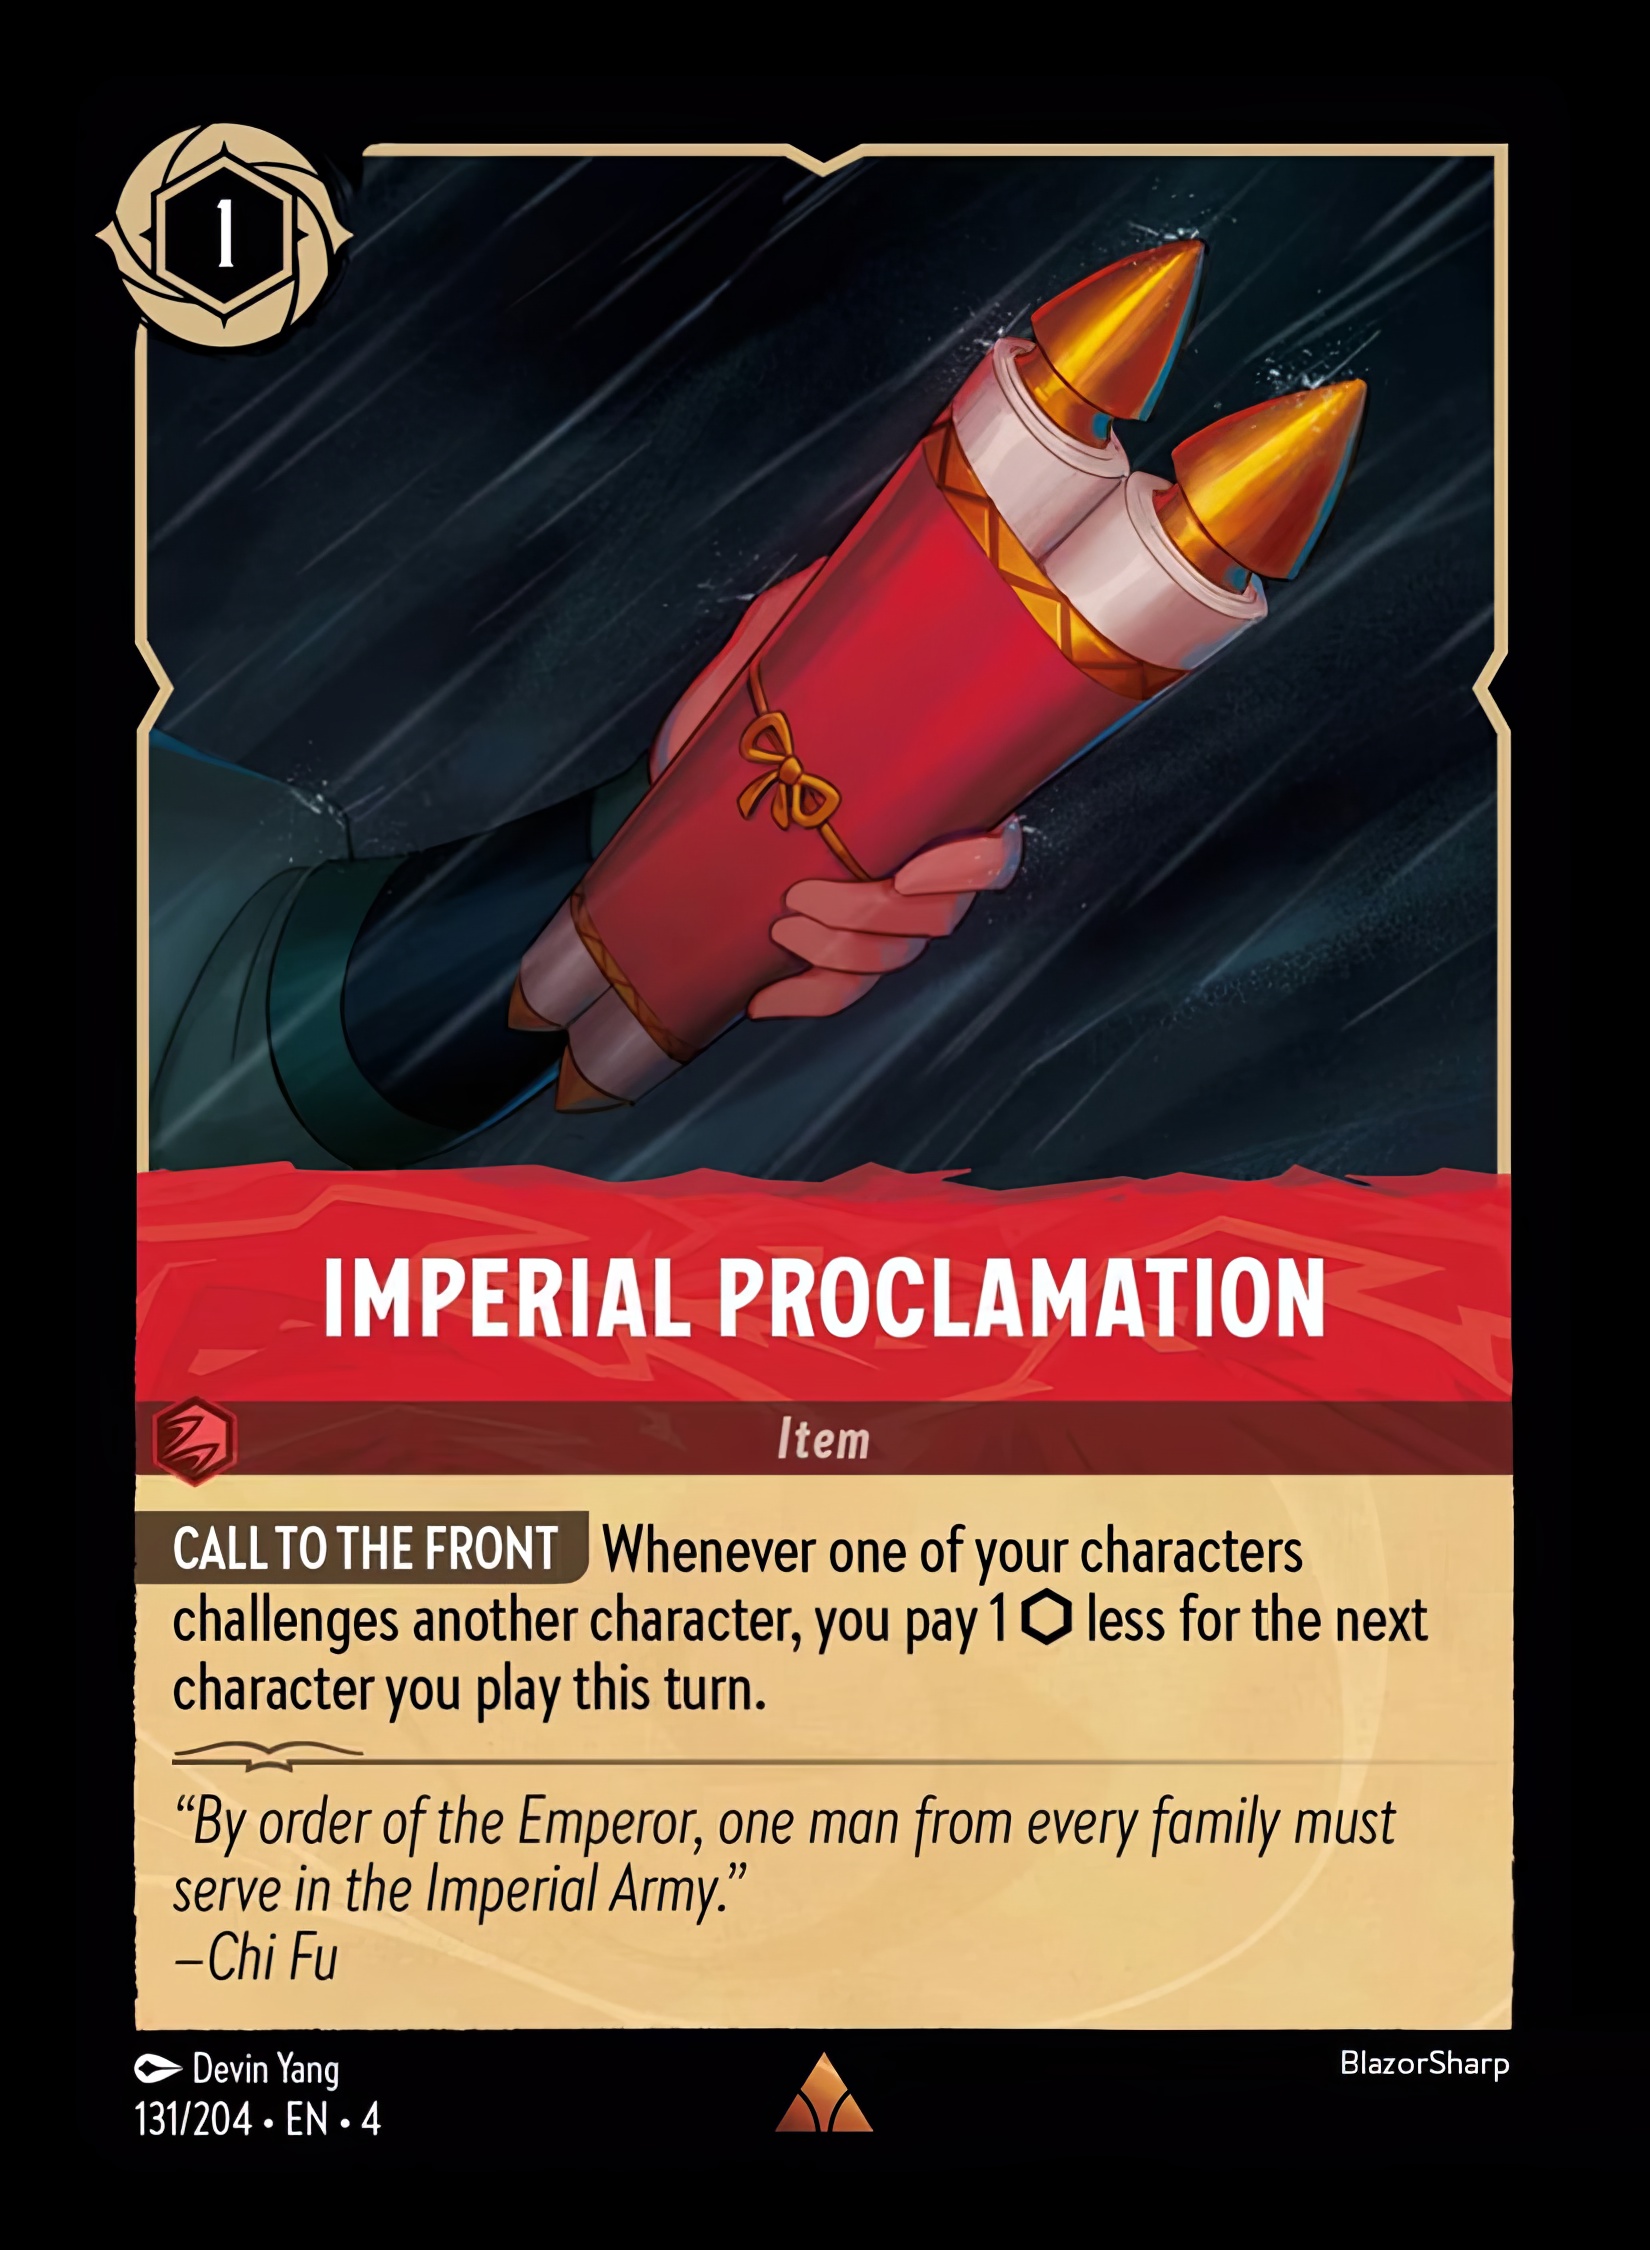 1
IMPERIAL PROCLAMATION
Item
CALL TO THE FRONT Whenever one of your characters
challenges another character, you pay 1 ⬡ less for the next
character you play this turn.
“By order of the Emperor, one man from every family must
serve in the Imperial Army.”
–Chi Fu
Devin Yang
BlazorSharp
131/204 • EN • 4